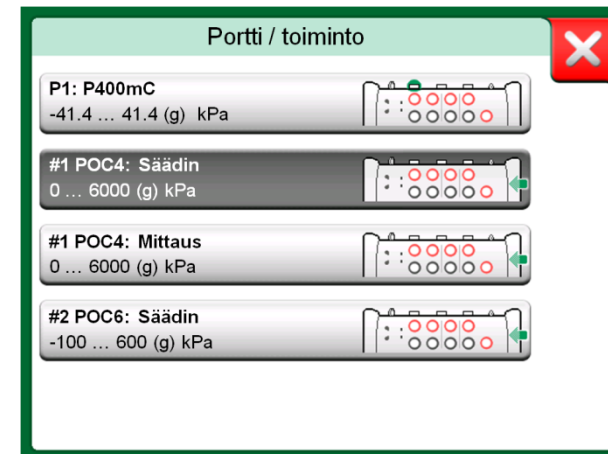 Portti / toiminto
P1: P400mC
-41.4 ... 41.4 (g) kPa
#1 POC4: Säädin
0 ... 6000 (g) kPa
#1 POC4: Mittaus
0 ... 6000 (g) kPa
#2 POC6: Säädin
-100 ... 600 (g) kPa